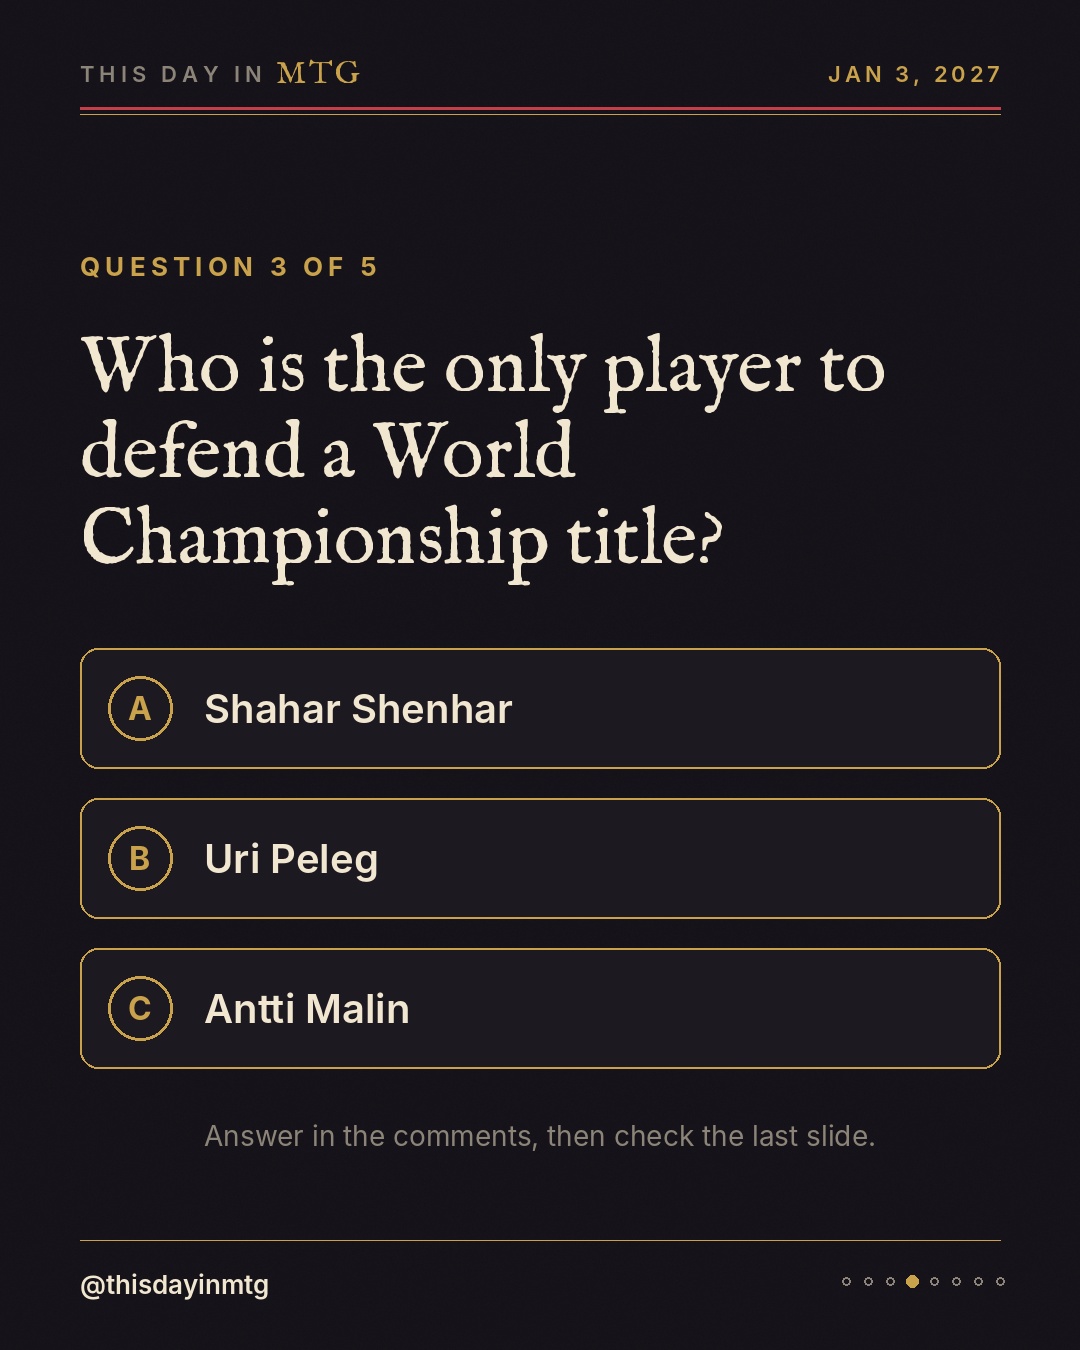 THIS DAY IN MTG
JAN 3, 2027
QUESTION 3 OF 5
Who is the only player to
defend a World
Championship title?
A Shahar Shenhar
B Uri Peleg
C Antti Malin
Answer in the comments, then check the last slide.
@thisdayinmtg